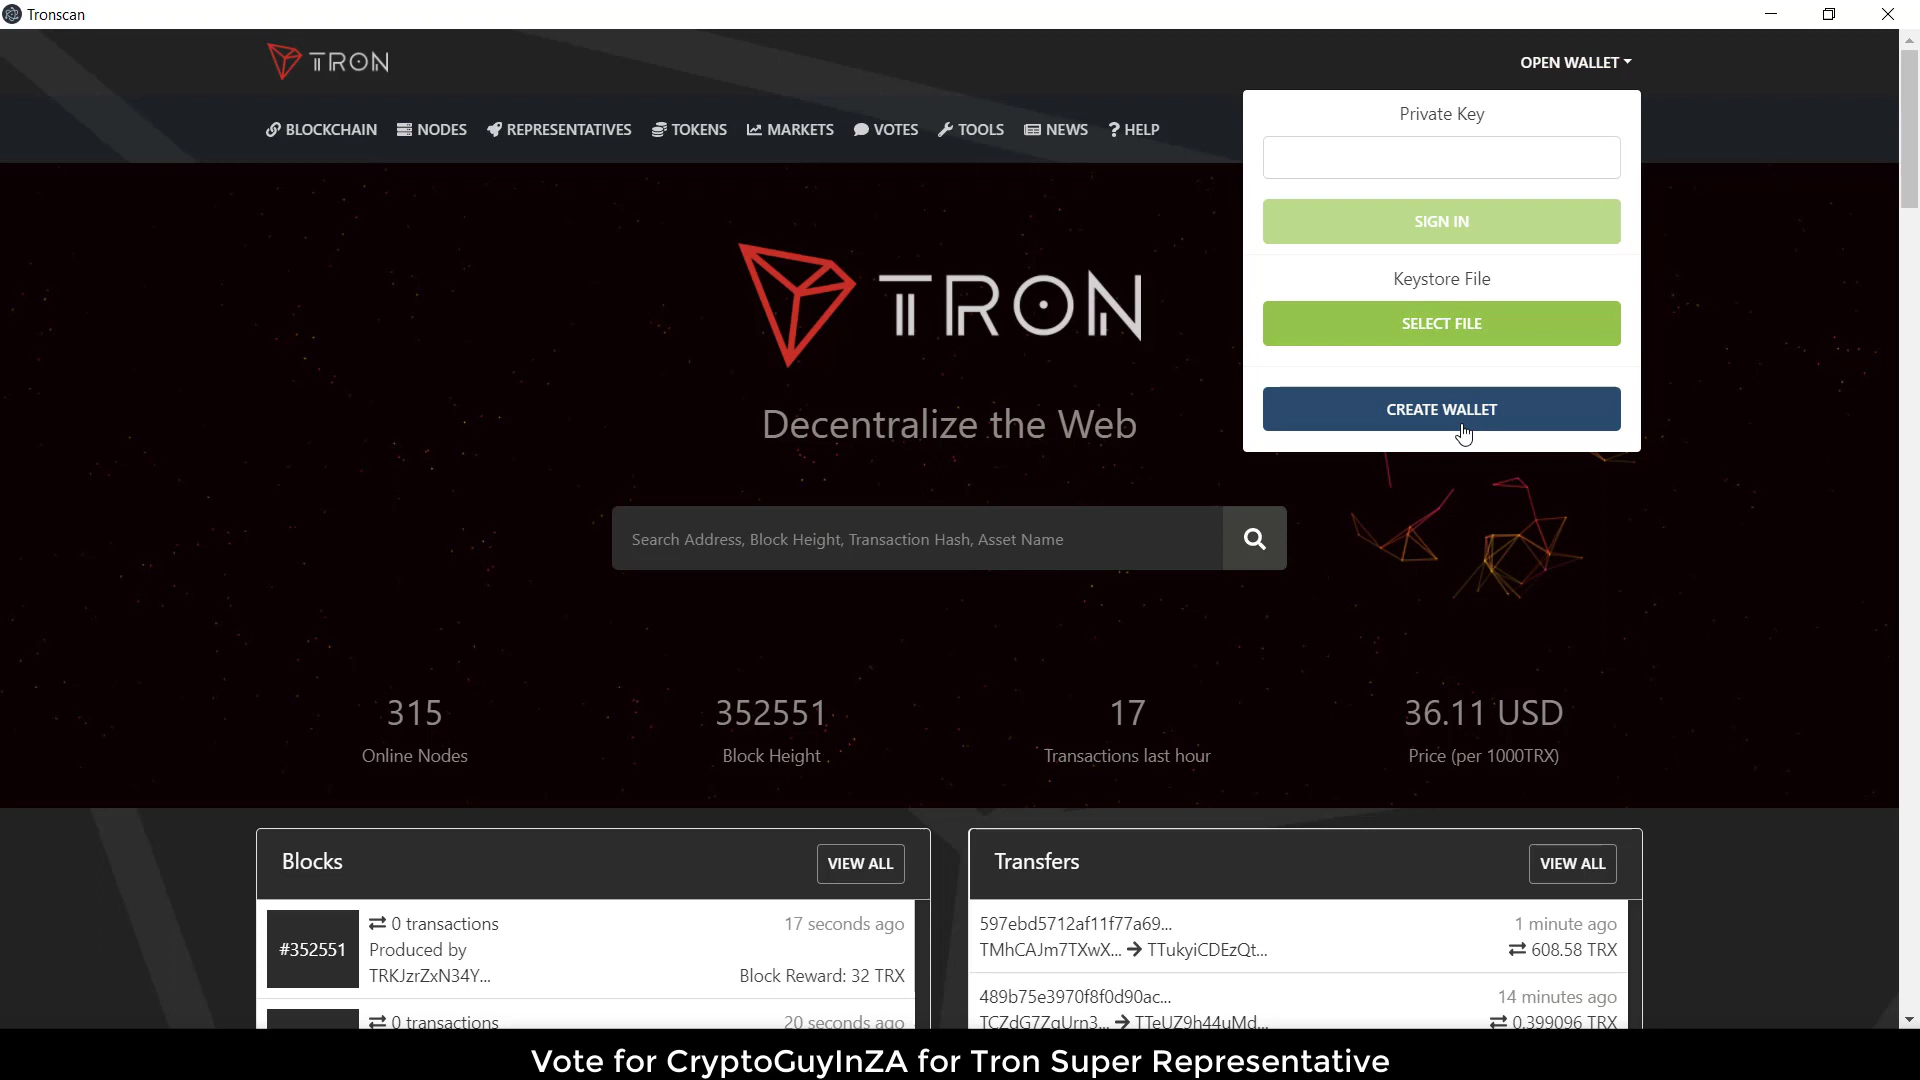 Tronscan
TRON
OPEN WALLET
BLOCKCHAIN NODES REPRESENTATIVES TOKENS MARKETS VOTES TOOLS NEWS ? HELP
Private Key
SIGN IN
Keystore File
SELECT FILE
CREATE WALLET
TRON
Decentralize the Web
Search Address, Block Height, Transaction Hash, Asset Name
315
Online Nodes
352551
Block Height
17
Transactions last hour
36.11 USD
Price (per 1000TRX)
Blocks
VIEW ALL
#352551
0 transactions
17 seconds ago
Produced by
TRKJzrZxN34Y...
Block Reward: 32 TRX
0 transactions
20 seconds ago
Transfers
VIEW ALL
597ebd5712af11f77a69...
1 minute ago
TMhCAJm7TXwX... → TTukyiCDEzQt...
608.58 TRX
489b75e3970f8f0d90ac...
14 minutes ago
TCZdG7ZqUrn3... → TTeUZ9h44uMd...
0.399096 TRX
Vote for CryptoGuyInZA for Tron Super Representative